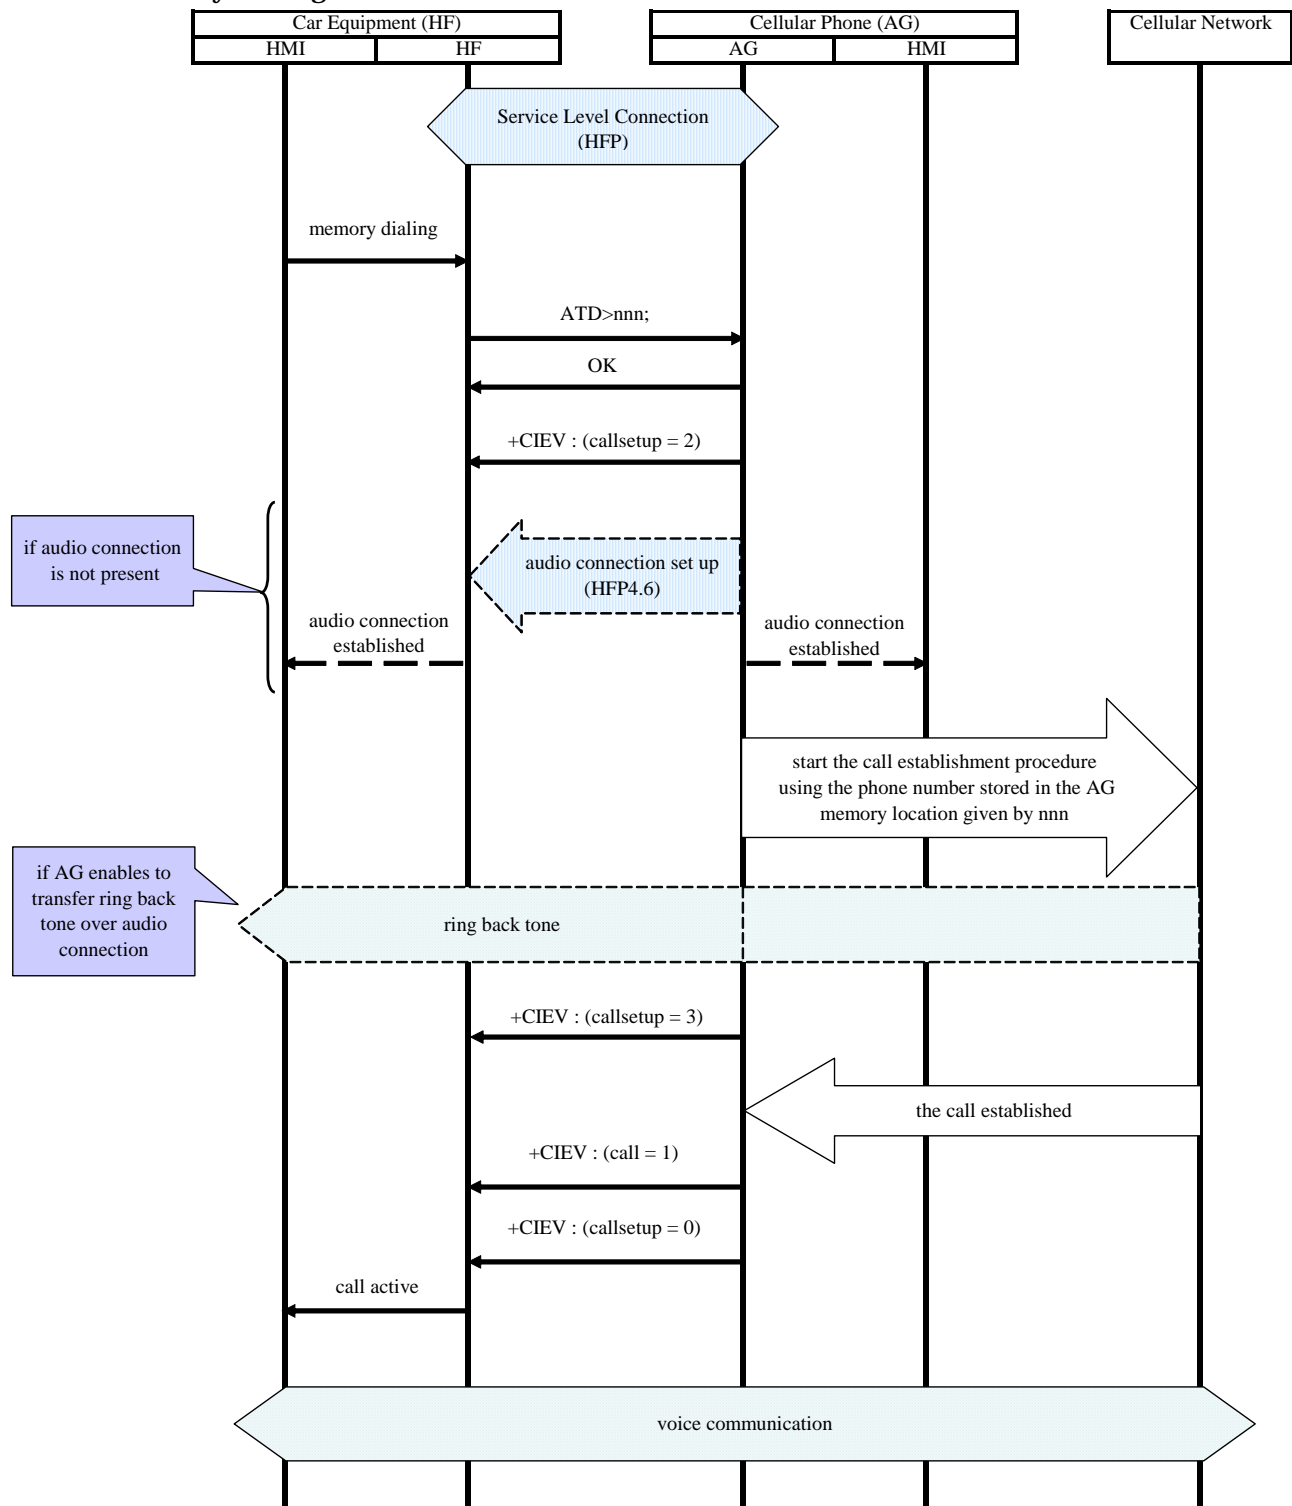 Car Equipment (HF)
Cellular Phone (AG)
Cellular Network
HMI
HF
AG
HMI
Service Level Connection
(HFP)
memory dialing
ATD>nnn;
OK
+CIEV : (callsetup = 2)
if audio connection
is not present
audio connection set up
(HFP4.6)
audio connection
established
audio connection
established
start the call establishment procedure
using the phone number stored in the AG
memory location given by nnn
if AG enables to
transfer ring back
tone over audio
connection
ring back tone
+CIEV : (callsetup = 3)
the call established
+CIEV : (call = 1)
+CIEV : (callsetup = 0)
call active
voice communication